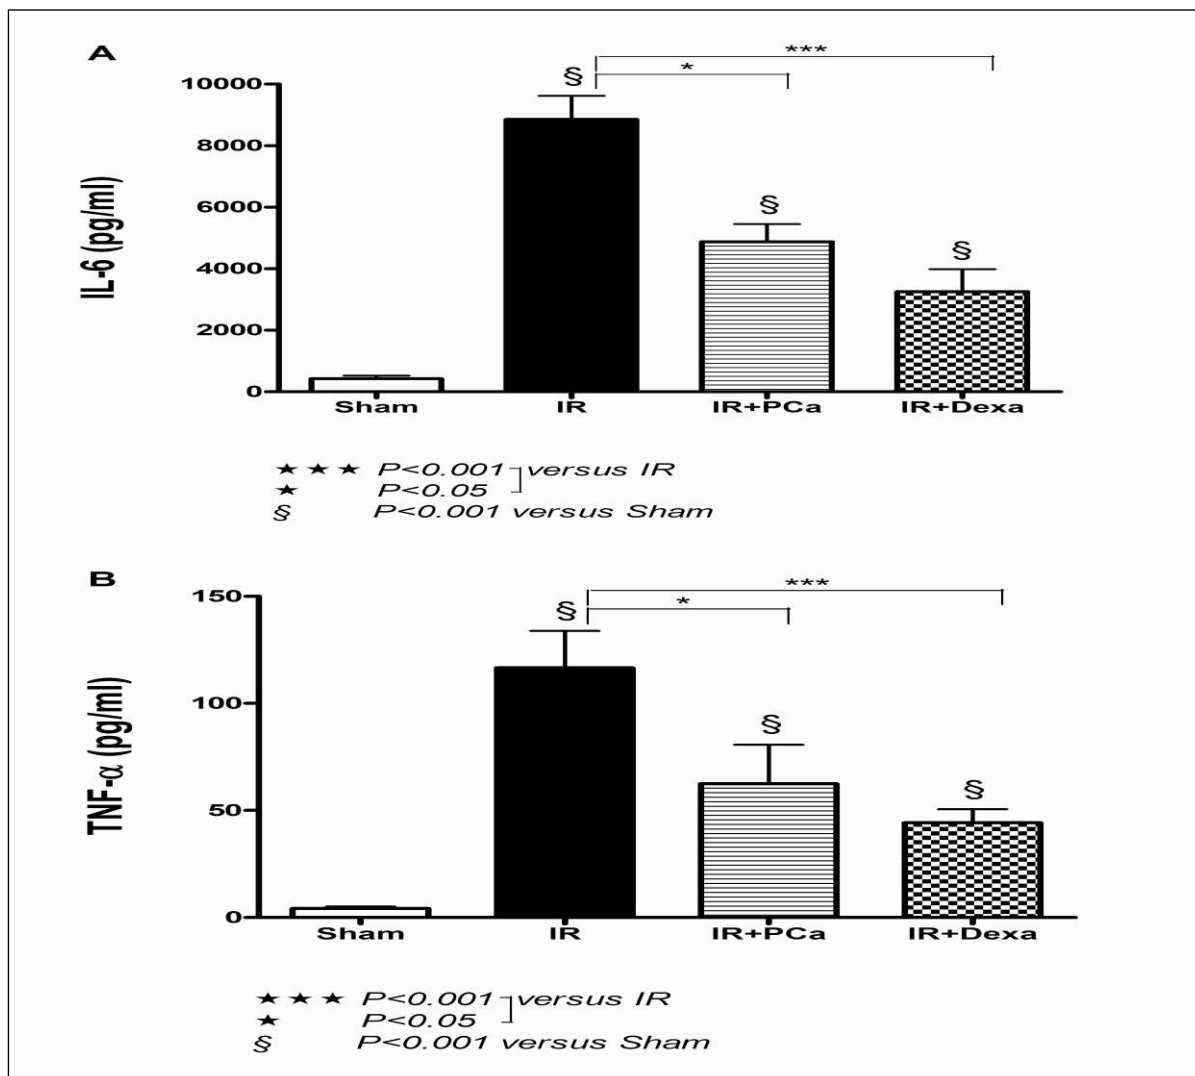 A
***
*
§
10000
8000
6000
4000
2000
0
§
§
IL-6 (pg/ml)
Sham IR IR+PCa IR+Dexa
★★★ P<0.001 versus IR
★ P<0.05
§ P<0.001 versus Sham
B
***
*
§
150
100
50
0
§
§
TNF-α (pg/ml)
Sham IR IR+PCa IR+Dexa
★★★ P<0.001 versus IR
★ P<0.05
§ P<0.001 versus Sham